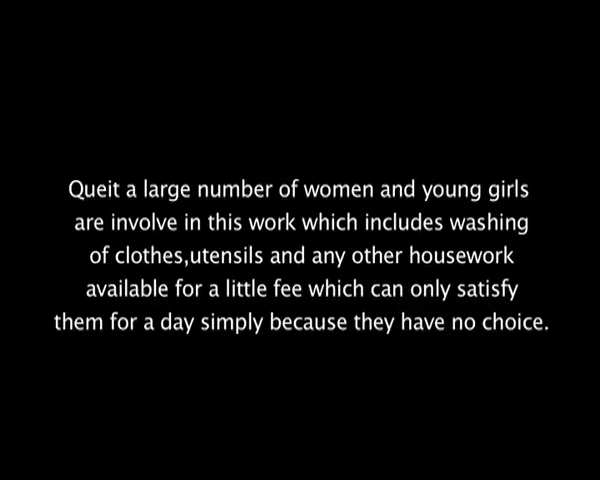 Queit a large number of women and young girls
are involve in this work which includes washing
of clothes,utensils and any other housework
available for a little fee which can only satisfy
them for a day simply because they have no choice.